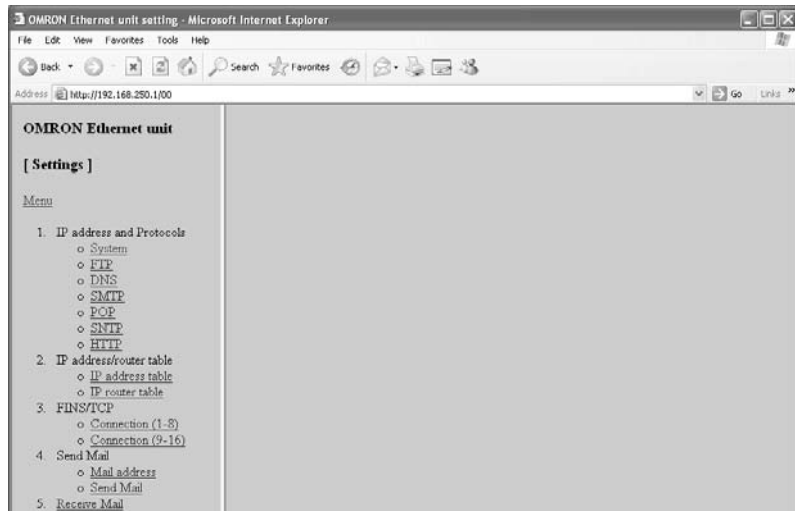 OMRON Ethernet unit setting - Microsoft Internet Explorer
File Edit View Favorites Tools Help
Back Search Favorites
Address http://192.168.250.1/00 Go Links »
OMRON Ethernet unit
[ Settings ]
Menu
1. IP address and Protocols
o System
o FTP
o DNS
o SMTP
o POP
o SNTP
o HTTP
2. IP address/router table
o IP address table
o IP router table
3. FINS/TCP
o Connection (1-8)
o Connection (9-16)
4. Send Mail
o Mail address
o Send Mail
5. Receive Mail